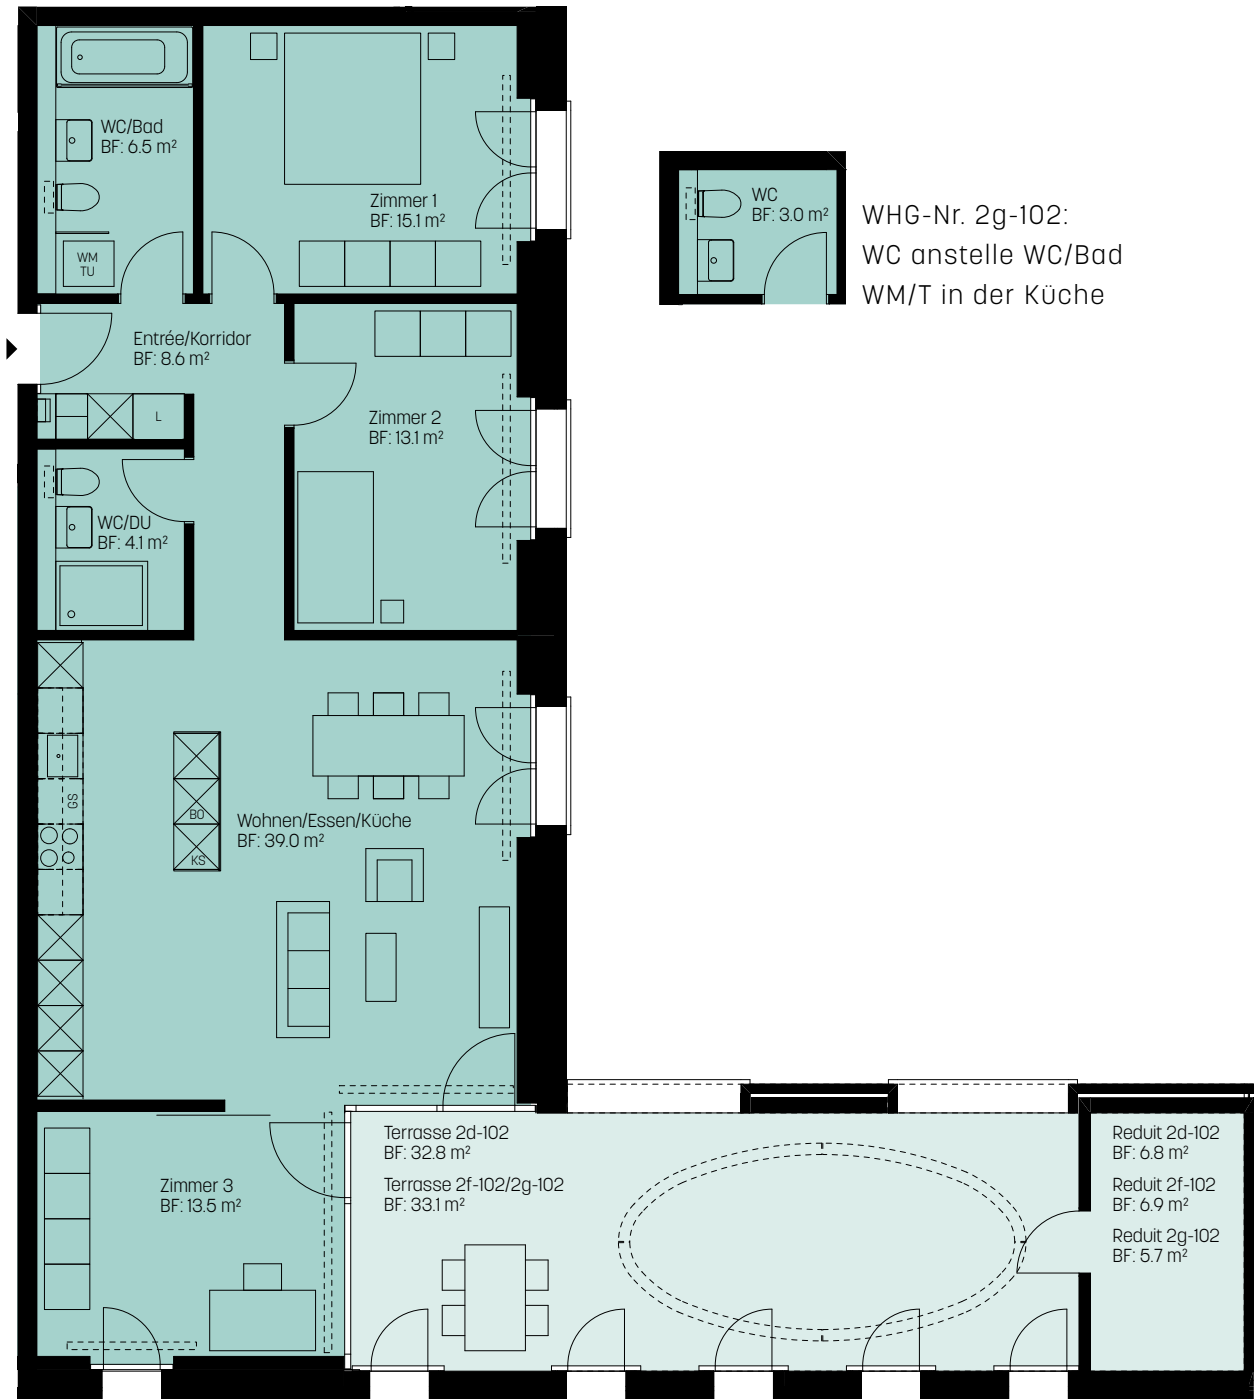 WC/Bad
BF: 6.5 m²
WM
TU
Zimmer 1
BF: 15.1 m²
WC
BF: 3.0 m²
WHG-Nr. 2g-102:
WC anstelle WC/Bad
WM/T in der Küche
Entrée/Korridor
BF: 8.6 m²
L
Zimmer 2
BF: 13.1 m²
WC/DU
BF: 4.1 m²
GS
BO
KS
Wohnen/Essen/Küche
BF: 39.0 m²
Zimmer 3
BF: 13.5 m²
Terrasse 2d-102
BF: 32.8 m²
Terrasse 2f-102/2g-102
BF: 33.1 m²
Reduit 2d-102
BF: 6.8 m²
Reduit 2f-102
BF: 6.9 m²
Reduit 2g-102
BF: 5.7 m²